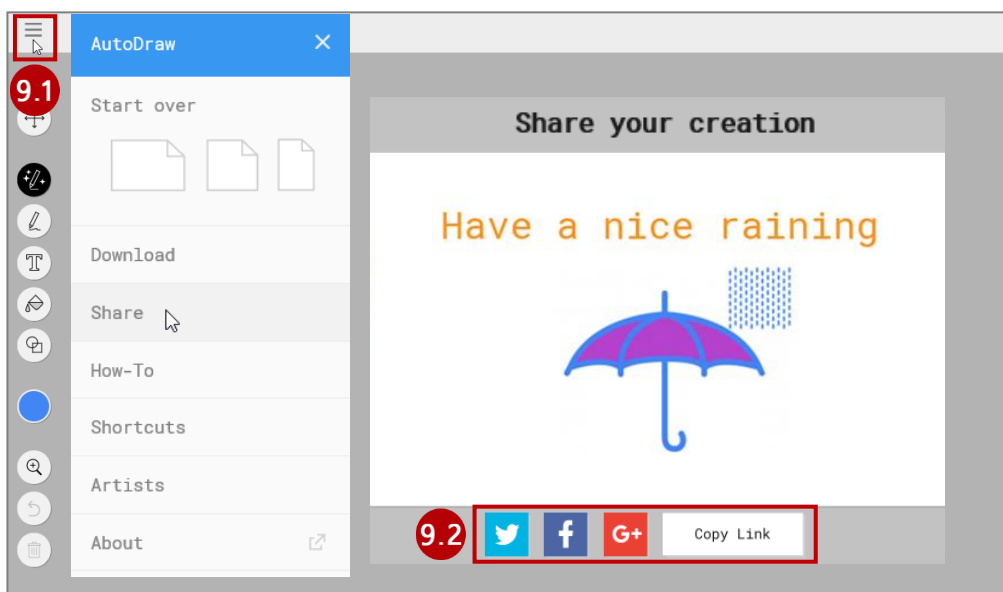 9.1
AutoDraw
Start over
Download
Share
How-To
Shortcuts
Artists
About
T
Share your creation
Have a nice raining
9.2
f
G+
Copy Link